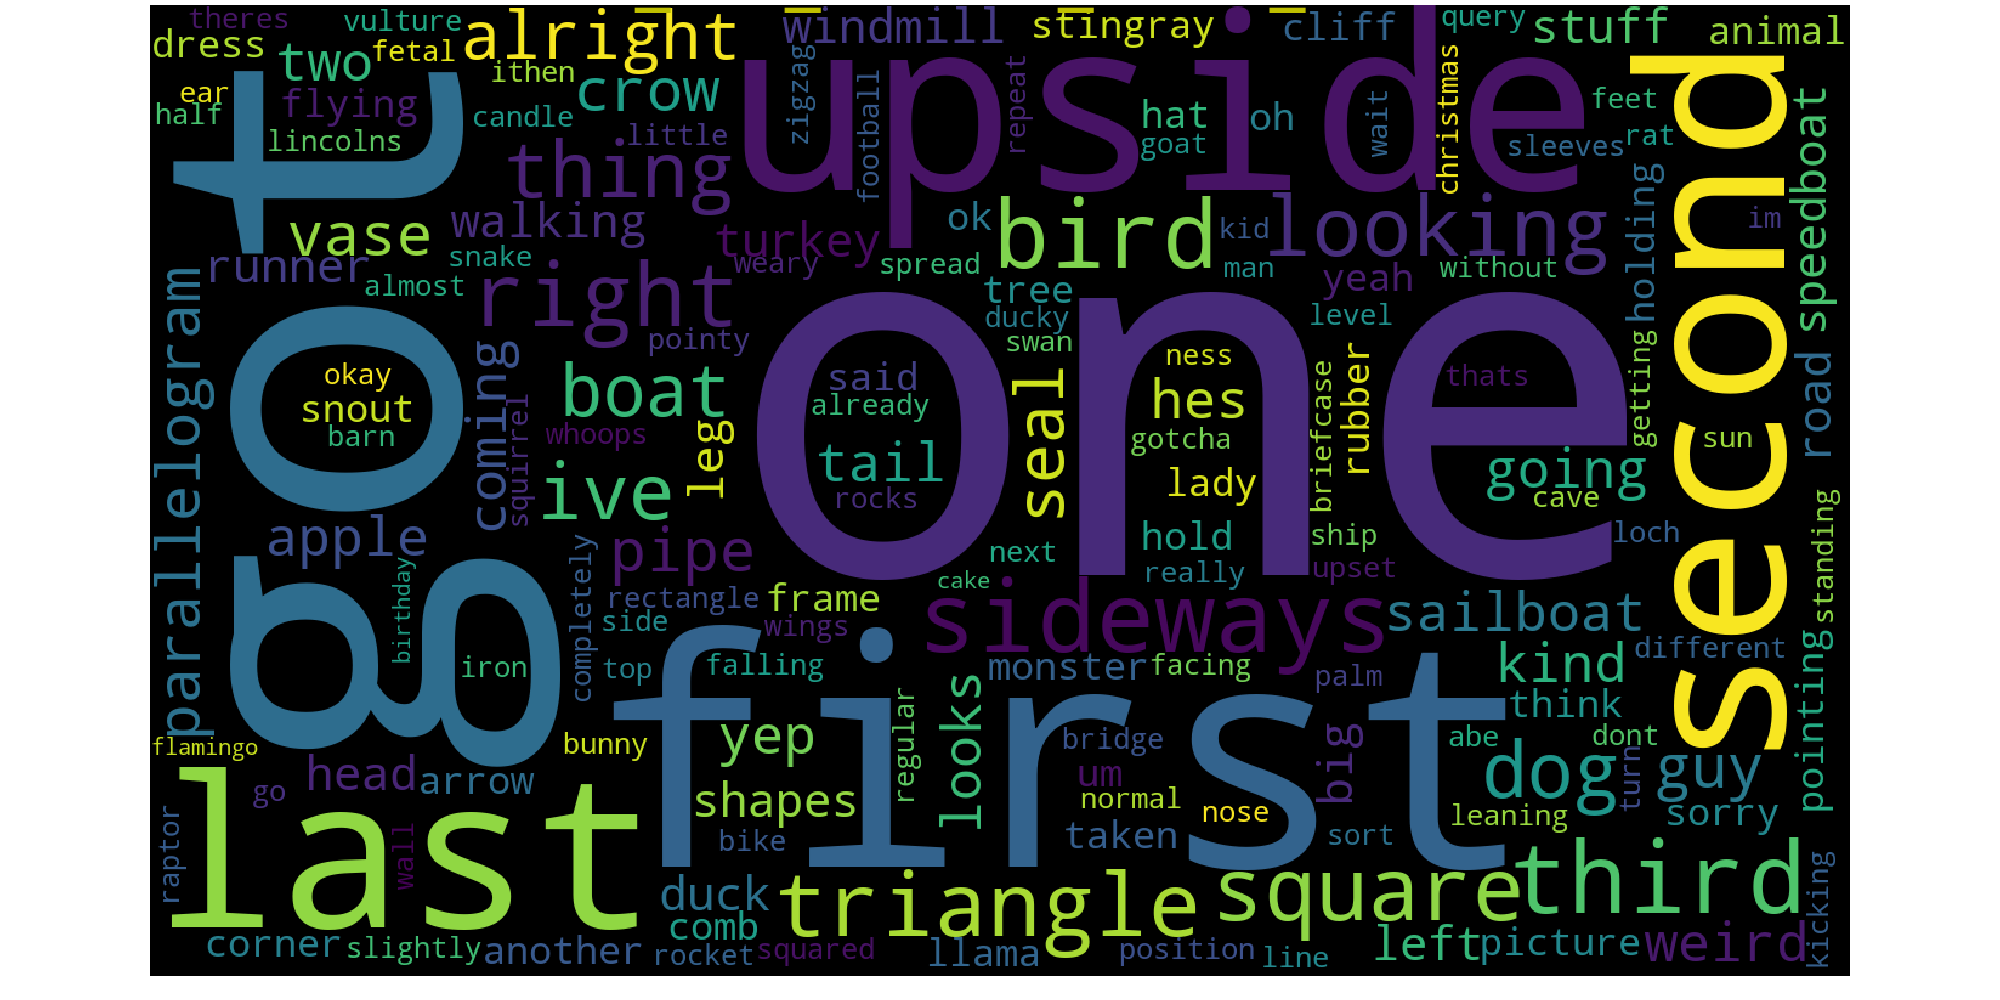 theres
vulture
dress
two
fetal
alright
windmill
stingray
cliff
query
stuff
animal
ear
half
flying
lincolns
ithen
candle
crow
little
zigzag
football
repeat
upside
hat
goat
oh
wait
christmas
feet
sleeves
rat
second
speedboat
got
thing
vase
walking
runner
snake
almost
turkey
weary
ok
bird
spread
kid
man
looking
yeah
without
holding
im
parallelogram
right
pointy
tree
ducky
swan
level
okay
snout
barn
coming
squirrel
boat
whoops
leg
ive
one
said
already
tail
rocks
seal
ness
hes
gotcha
lady
briefcase
rubber
thats
getting
sun
road
going
cave
apple
birthday
completely
pipe
next
hold
really
ship
upset
loch
standing
rectangle
side
frame
wings
cake
sideways
sailboat
different
iron
top
falling
first
monster
facing
palm
kind
think
pointing
flamingo
go
head
arrow
bunny
yep
shapes
regular
looks
bridge
um
normal
nose
big
sort
abe
dont
dog
turn
guy
leaning
sorry
raptor
last
wall
bike
taken
third
kicking
duck
comb
triangle
square
corner
slightly
another
rocket
squared
llama
position
line
left
picture
weird